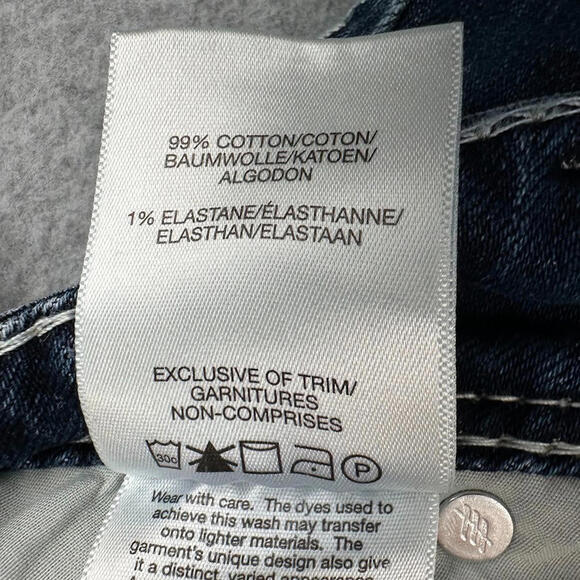 99% COTTON/COTON/
BAUMWOLLE/KATOEN/
ALGODON
1% ELASTANE/ÉLASTHANNE/
ELASTHAN/ELASTAAN
EXCLUSIVE OF TRIM/
GARNITURES
NON-COMPRISES
30c P
Wear with care. The dyes used to
achieve this wash may transfer
onto lighter materials. The
garment's unique design also give
it a distinct, varied appearance